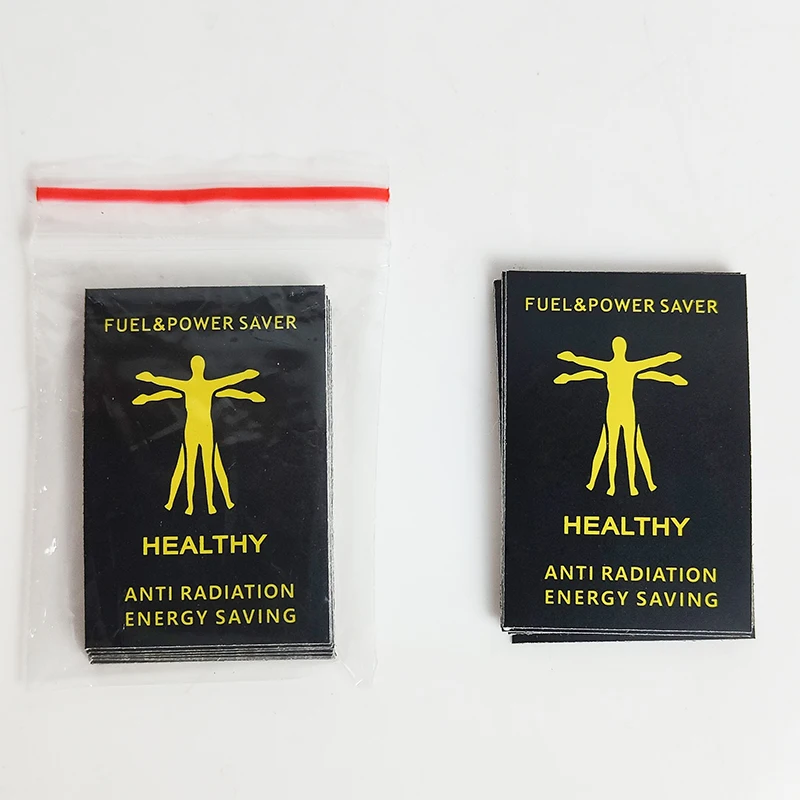 FUEL&POWER SAVER
HEALTHY
ANTI RADIATION
ENERGY SAVING
FUEL&POWER SAVER
HEALTHY
ANTI RADIATION
ENERGY SAVING